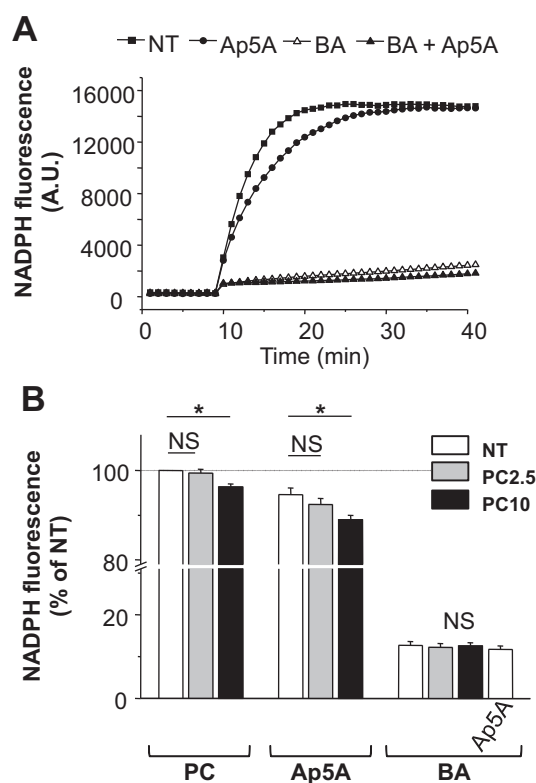 A
NT Ap5A BA BA + Ap5A
NADPH fluorescence
(A.U.)
16000
12000
8000
4000
0
0 10 20 30 40
Time (min)
B
* *
NS NS
NT
PC2.5
PC10
NADPH fluorescence
(% of NT)
100
80
20
0
NS
Ap5A
PC Ap5A BA